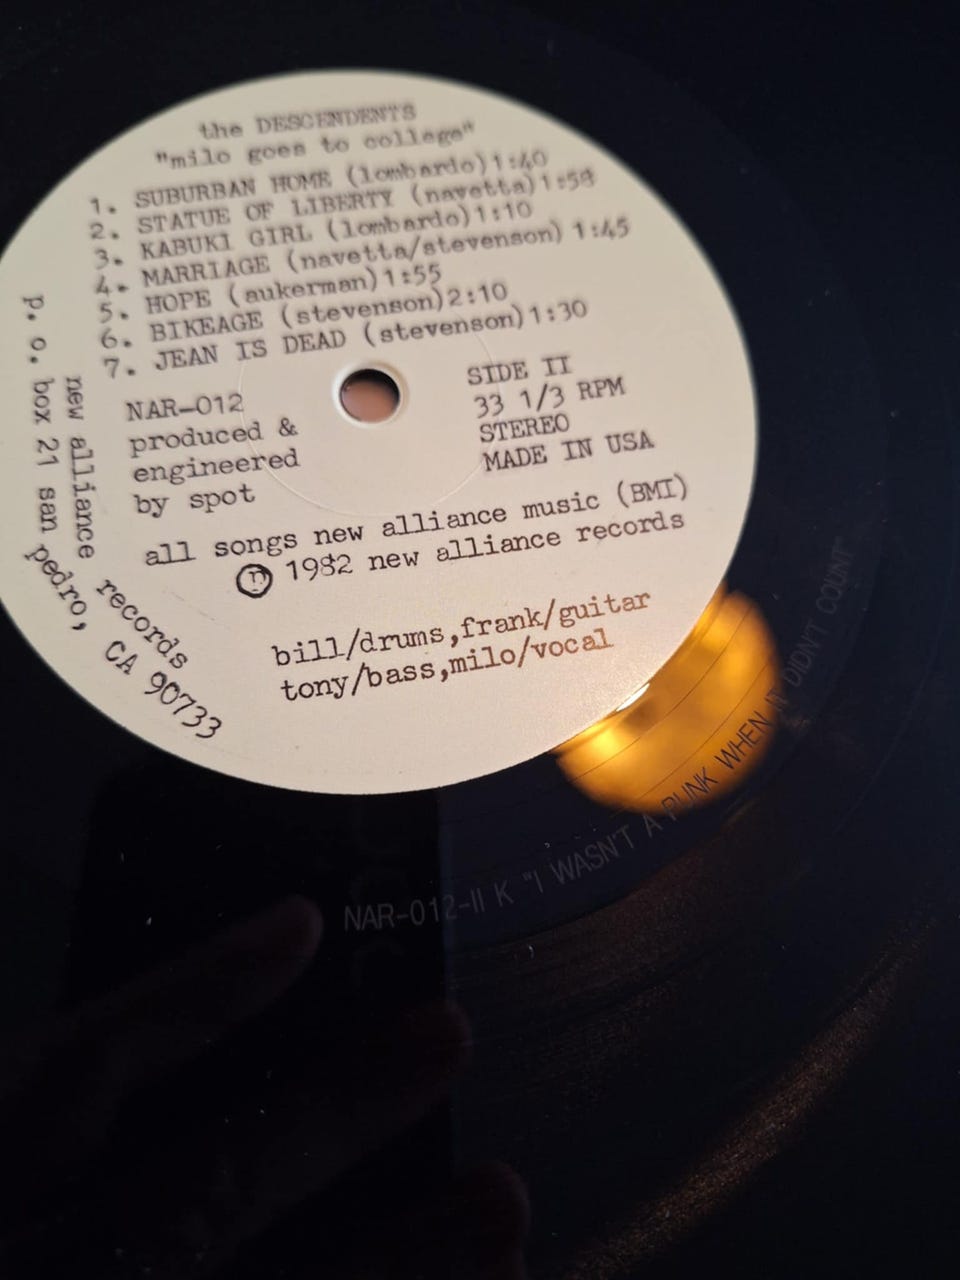 the DESCENDENTS
"milo goes to college"
1. SUBURBAN HOME (lombardo)1:40
2. STATUE OF LIBERTY (navetta)1:58
3. KABUKI GIRL (lombardo)1:10
4. MARRIAGE (navetta/stevenson) 1:45
5. HOPE (aukerman)1:55
6. BIKEAGE (stevenson)2:10
7. JEAN IS DEAD (stevenson)1:30
NAR-012
produced &
engineered
by spot
SIDE II
33 1/3 RPM
STEREO
MADE IN USA
all songs new alliance music (BMI)
Ⓟ 1982 new alliance records
bill/drums,frank/guitar
tony/bass,milo/vocal
new alliance records
p. o. box 21 san pedro, CA 90733
NAR-012-II K "I WASN'T A PUNK WHEN IT DIDN'T COUNT"